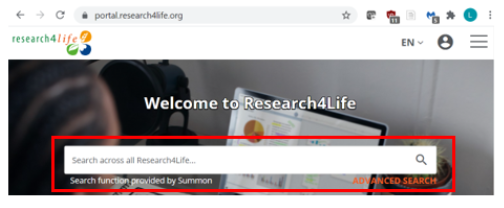 portal.research4life.org
research4life
EN
Welcome to Research4Life
Search across all Research4Life...
Search function provided by Summon
ADVANCED SEARCH